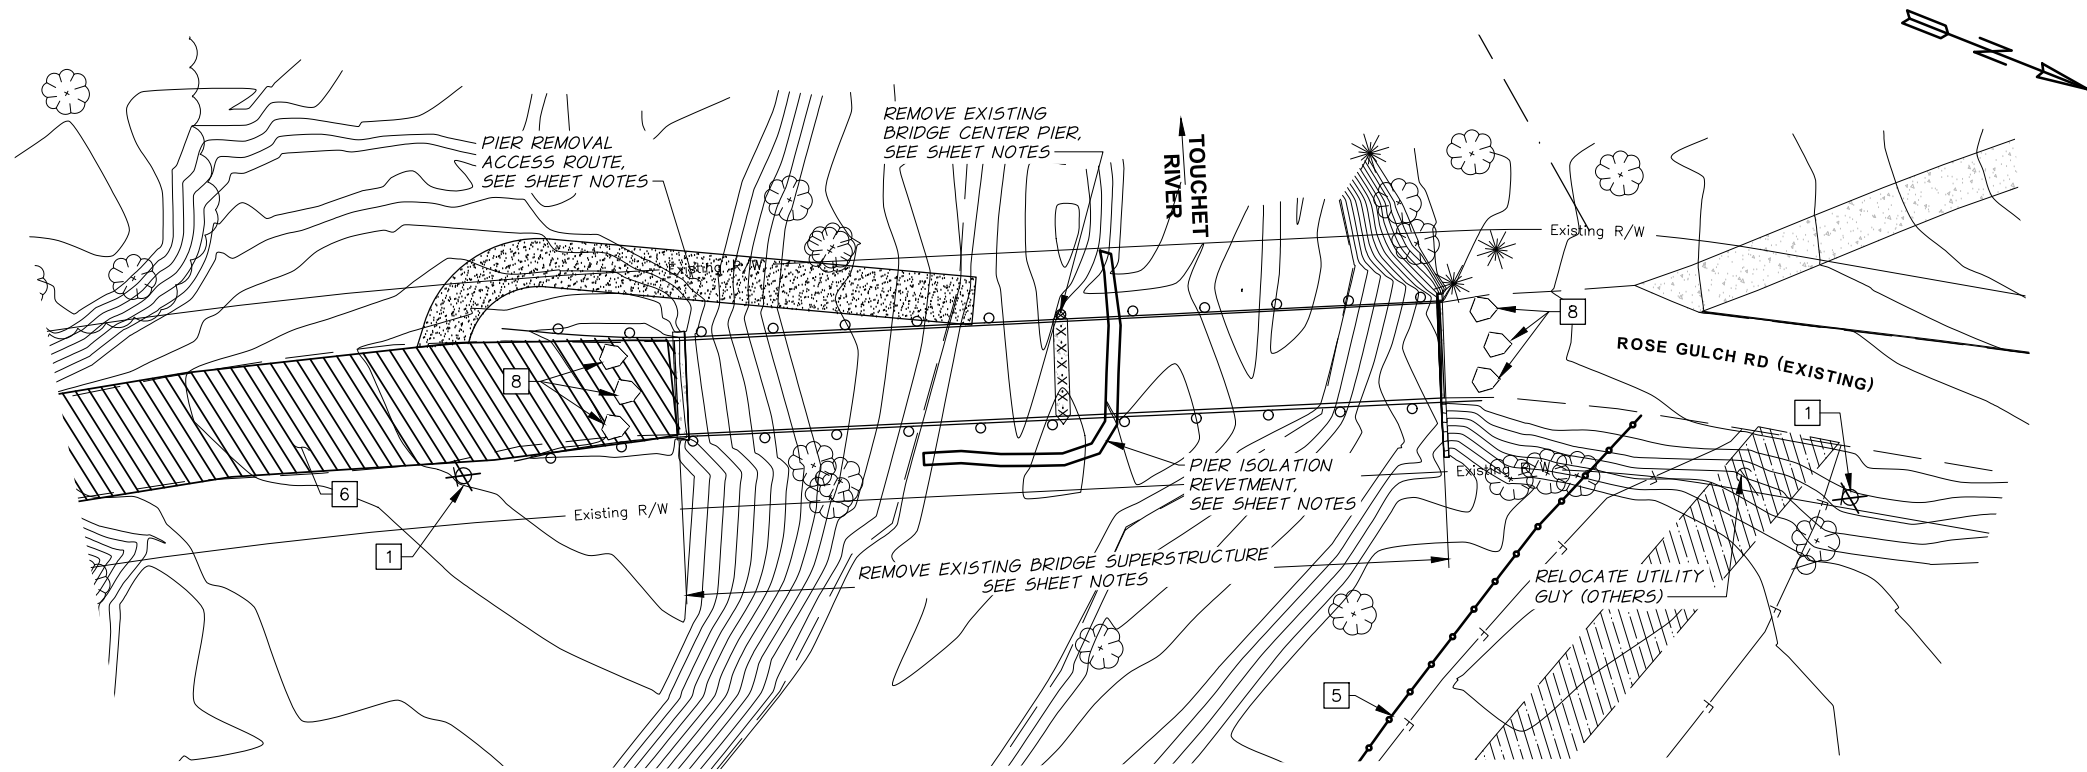 N
REMOVE EXISTING
BRIDGE CENTER PIER,
SEE SHEET NOTES
PIER REMOVAL
ACCESS ROUTE,
SEE SHEET NOTES
TOUCHET
RIVER
Existing R/W
Existing R/W
8
8
ROSE GULCH RD (EXISTING)
1
PIER ISOLATION
REVETMENT,
SEE SHEET NOTES
Existing R/W
6
Existing R/W
1
REMOVE EXISTING BRIDGE SUPERSTRUCTURE
SEE SHEET NOTES
RELOCATE UTILITY
GUY (OTHERS)
5